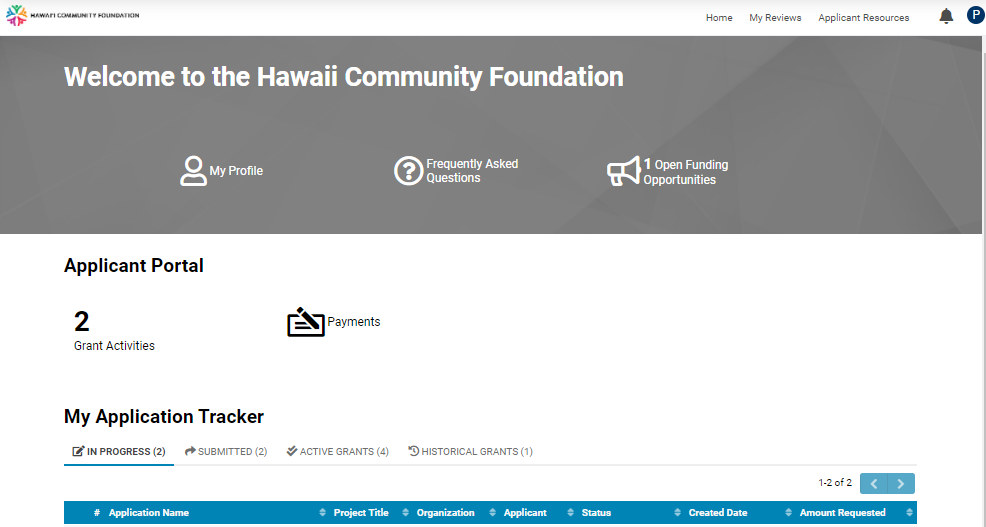 HAWAI'I COMMUNITY FOUNDATION
Home My Reviews Applicant Resources P
Welcome to the Hawaii Community Foundation
My Profile
Frequently Asked
Questions
1 Open Funding
Opportunities
Applicant Portal
2
Grant Activities
Payments
My Application Tracker
IN PROGRESS (2) SUBMITTED (2) ACTIVE GRANTS (4) HISTORICAL GRANTS (1)
1-2 of 2
# Application Name Project Title Organization Applicant Status Created Date Amount Requested